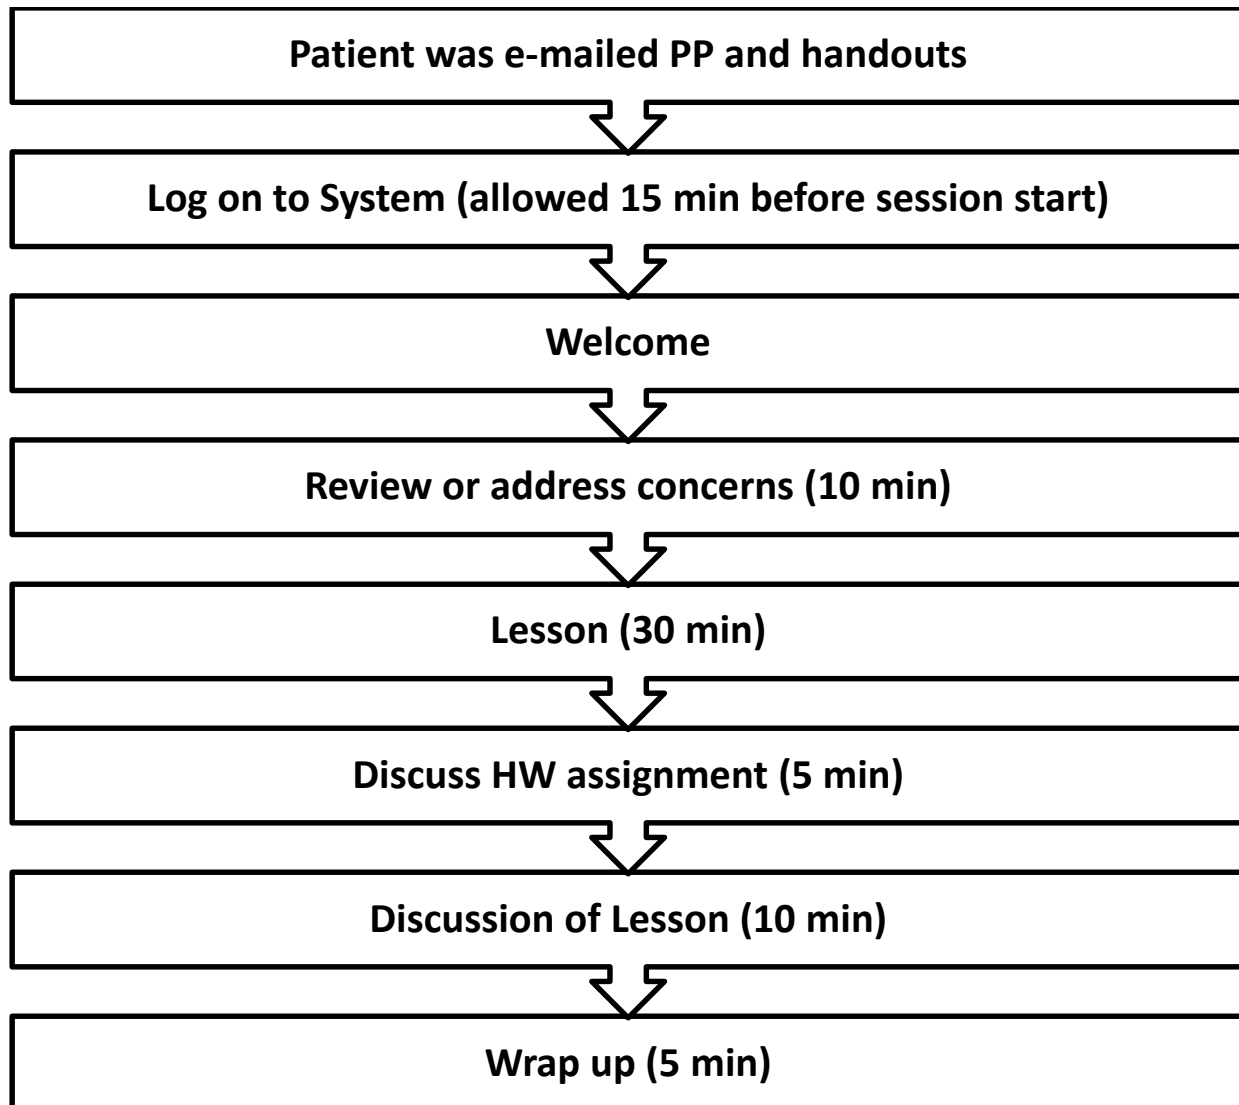 Patient was e-mailed PP and handouts
Log on to System (allowed 15 min before session start)
Welcome
Review or address concerns (10 min)
Lesson (30 min)
Discuss HW assignment (5 min)
Discussion of Lesson (10 min)
Wrap up (5 min)